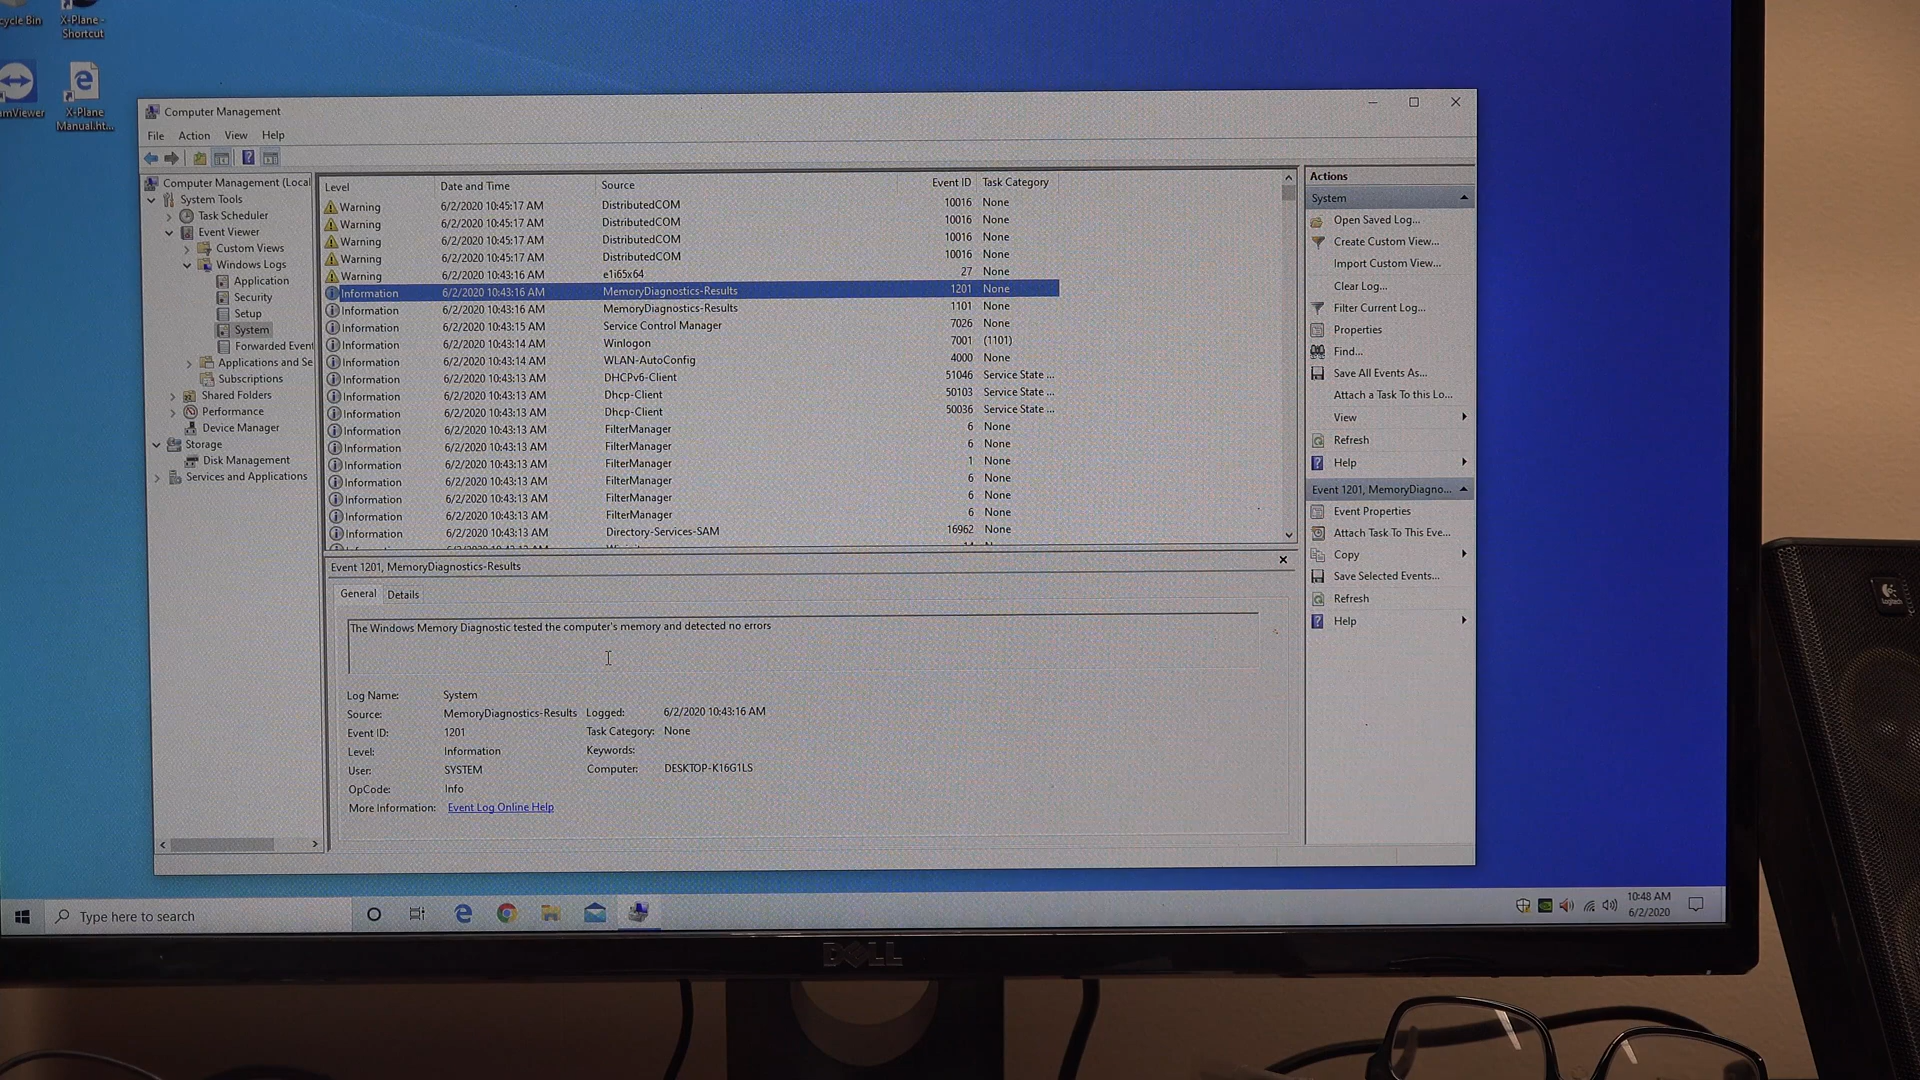 cycle Bin
X-Plane -
Shortcut
amViewer
X-Plane
Manual.ht...
Computer Management
File Action View Help
Computer Management (Local
System Tools
Task Scheduler
Event Viewer
Custom Views
Windows Logs
Application
Security
Setup
System
Forwarded Event
Applications and Se
Subscriptions
Shared Folders
Performance
Device Manager
Storage
Disk Management
Services and Applications
Level Date and Time Source Event ID Task Category
Warning 6/2/2020 10:45:17 AM DistributedCOM 10016 None
Warning 6/2/2020 10:45:17 AM DistributedCOM 10016 None
Warning 6/2/2020 10:45:17 AM DistributedCOM 10016 None
Warning 6/2/2020 10:45:17 AM DistributedCOM 10016 None
Warning 6/2/2020 10:43:16 AM e1i65x64 27 None
Information 6/2/2020 10:43:16 AM MemoryDiagnostics-Results 1201 None
Information 6/2/2020 10:43:16 AM MemoryDiagnostics-Results 1101 None
Information 6/2/2020 10:43:15 AM Service Control Manager 7026 None
Information 6/2/2020 10:43:14 AM Winlogon 7001 (1101)
Information 6/2/2020 10:43:14 AM WLAN-AutoConfig 4000 None
Information 6/2/2020 10:43:13 AM DHCPv6-Client 51046 Service State ...
Information 6/2/2020 10:43:13 AM Dhcp-Client 50103 Service State ...
Information 6/2/2020 10:43:13 AM Dhcp-Client 50036 Service State ...
Information 6/2/2020 10:43:13 AM FilterManager 6 None
Information 6/2/2020 10:43:13 AM FilterManager 6 None
Information 6/2/2020 10:43:13 AM FilterManager 1 None
Information 6/2/2020 10:43:13 AM FilterManager 6 None
Information 6/2/2020 10:43:13 AM FilterManager 6 None
Information 6/2/2020 10:43:13 AM FilterManager 6 None
Information 6/2/2020 10:43:13 AM Directory-Services-SAM 16962 None
Event 1201, MemoryDiagnostics-Results
General Details
The Windows Memory Diagnostic tested the computer's memory and detected no errors
Log Name: System
Source: MemoryDiagnostics-Results Logged: 6/2/2020 10:43:16 AM
Event ID: 1201 Task Category: None
Level: Information Keywords:
User: SYSTEM Computer: DESKTOP-K16G1LS
OpCode: Info
More Information: Event Log Online Help
Actions
System
Open Saved Log...
Create Custom View...
Import Custom View...
Clear Log...
Filter Current Log...
Properties
Find...
Save All Events As...
Attach a Task To this Lo...
View
Refresh
Help
Event 1201, MemoryDiagno...
Event Properties
Attach Task To This Eve...
Copy
Save Selected Events...
Refresh
Help
Type here to search
10:48 AM
6/2/2020
DELL
Logitech